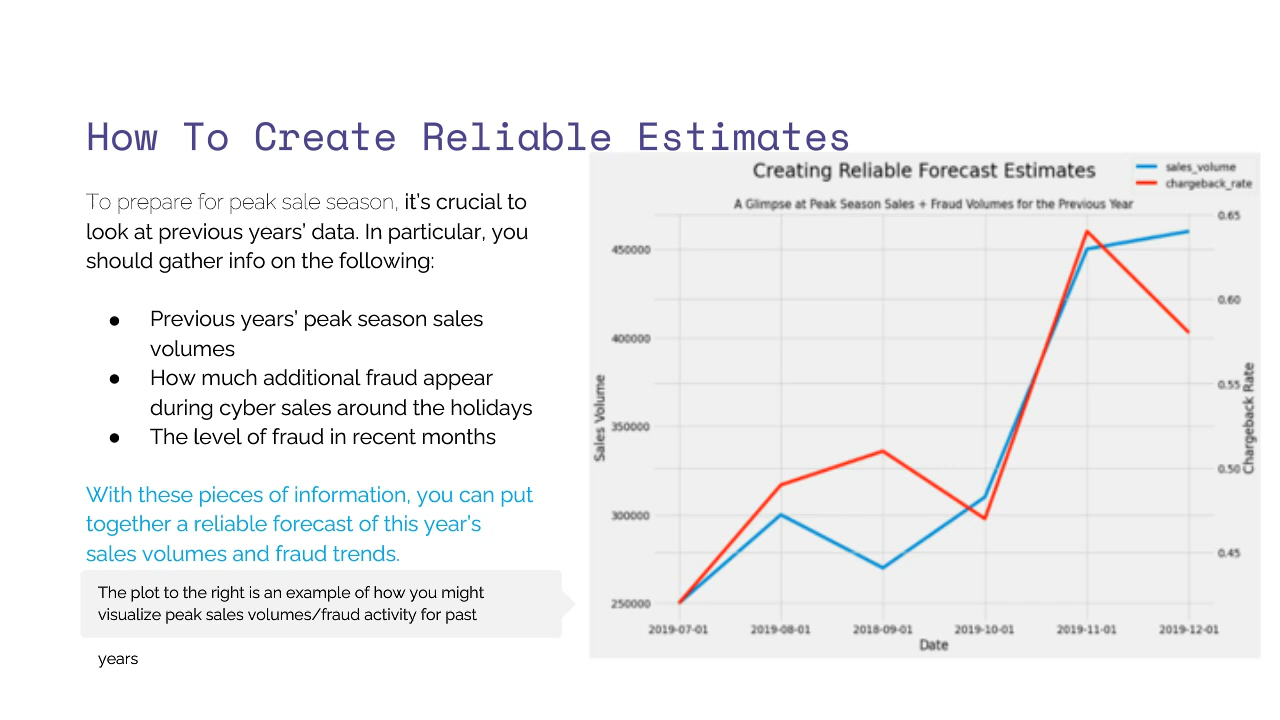 How To Create Reliable Estimates
To prepare for peak sale season, it's crucial to
look at previous years' data. In particular, you
should gather info on the following:
● Previous years' peak season sales
volumes
● How much additional fraud appear
during cyber sales around the holidays
● The level of fraud in recent months
With these pieces of information, you can put
together a reliable forecast of this year's
sales volumes and fraud trends.
The plot to the right is an example of how you might
visualize peak sales volumes/fraud activity for past
years
Creating Reliable Forecast Estimates
sales_volume
chargeback_rate
A Glimpse at Peak Season Sales + Fraud Volumes for the Previous Year
Sales Volume
450000
400000
350000
300000
250000
0.65
0.60
0.55
0.50
0.45
Chargeback Rate
2019-07-01 2019-08-01 2018-09-01 2019-10-01 2019-11-01 2019-12-01
Date